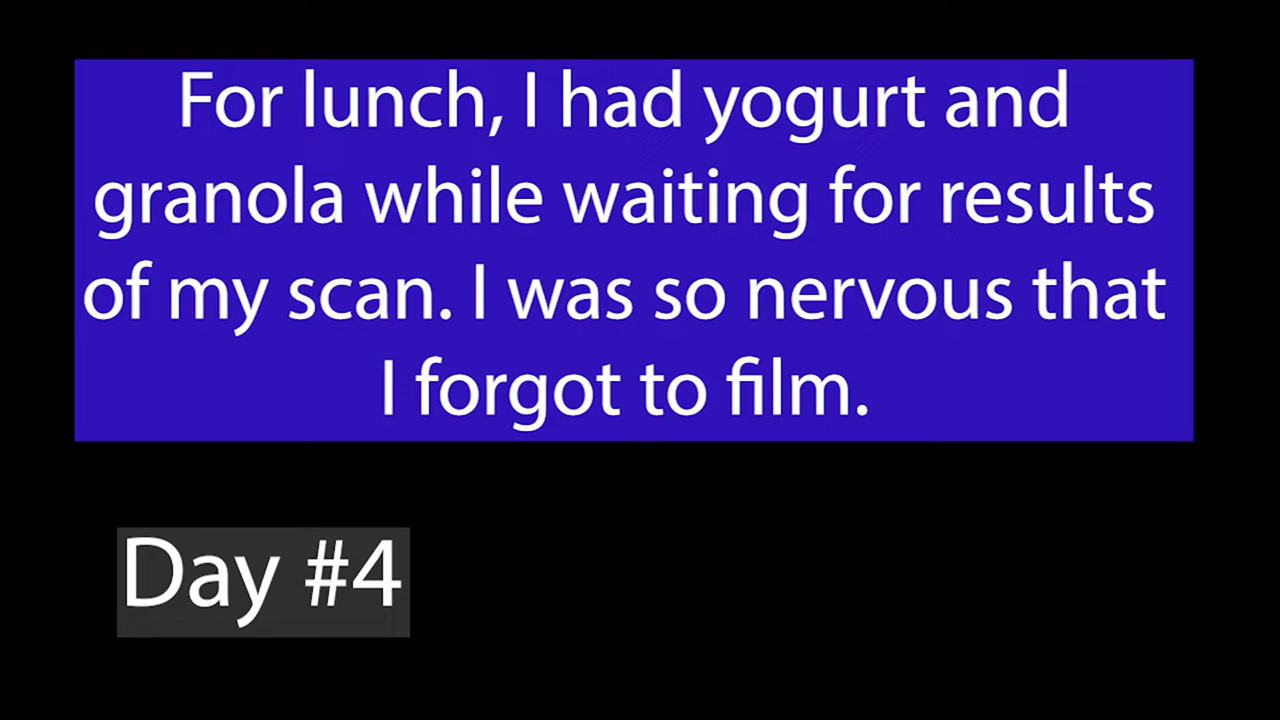 For lunch, I had yogurt and
granola while waiting for results
of my scan. I was so nervous that
I forgot to film.
Day #4